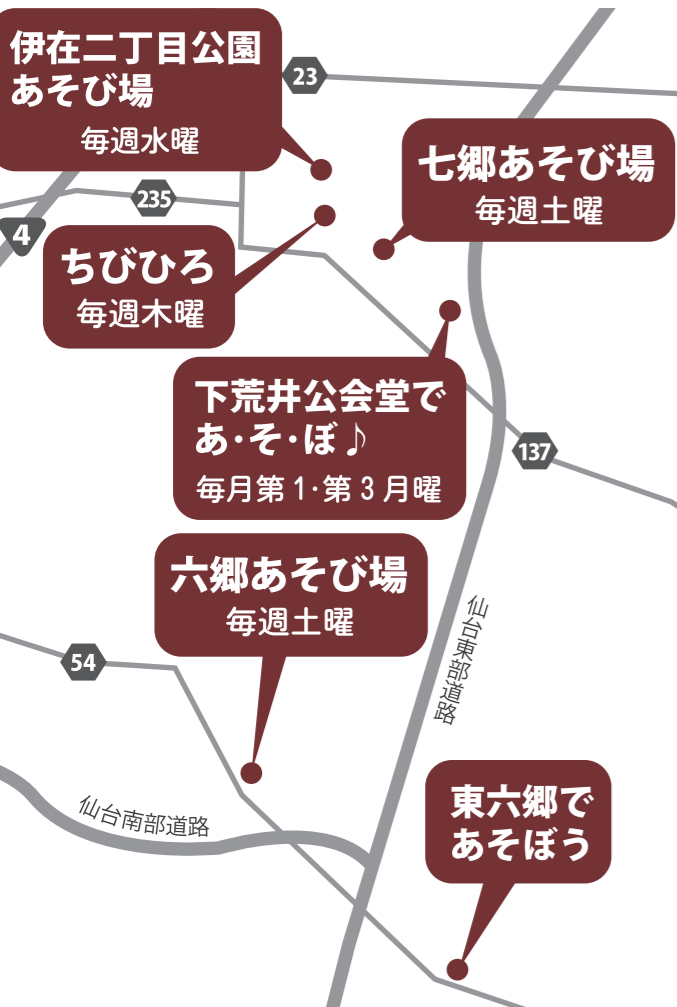 伊在二丁目公園
あそび場
毎週水曜
23
七郷あそび場
毎週土曜
235
4
ちびひろ
毎週木曜
下荒井公会堂で
あ・そ・ぼ♪
毎月第1・第3月曜
137
六郷あそび場
毎週土曜
仙台東部道路
54
仙台南部道路
東六郷で
あそぼう